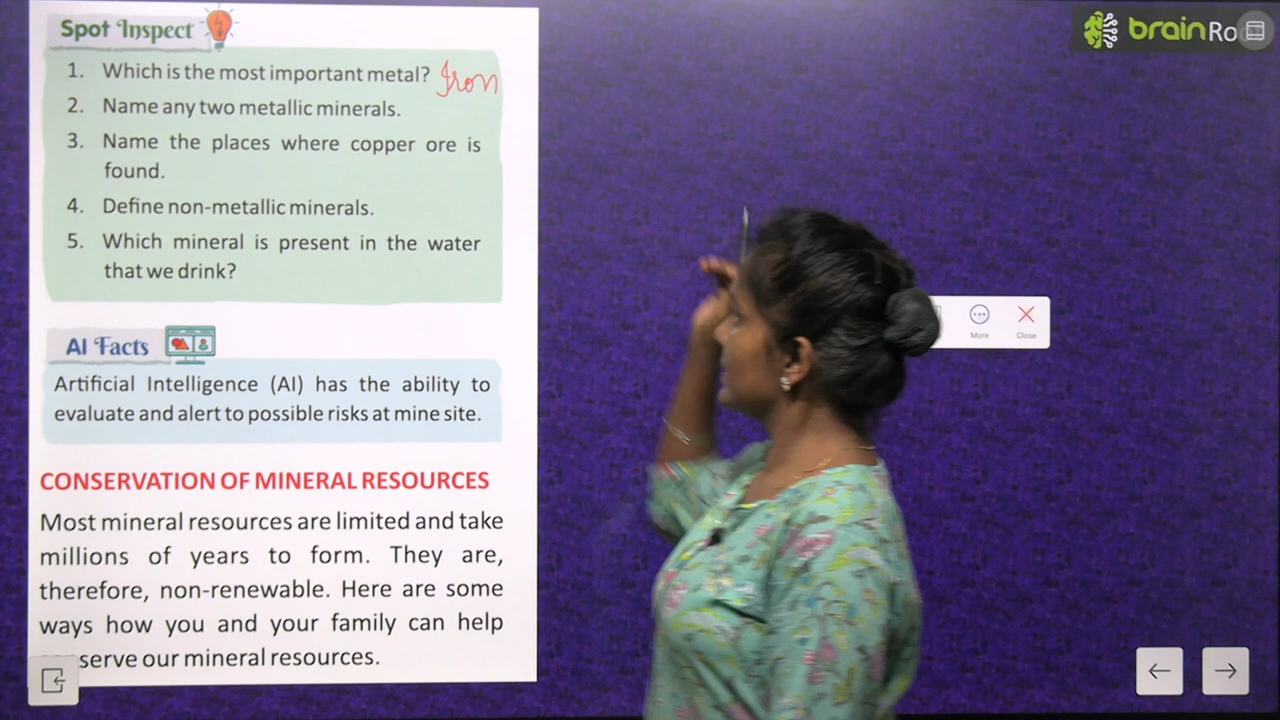 Spot Inspect
1. Which is the most important metal? Iron
2. Name any two metallic minerals.
3. Name the places where copper ore is
found.
4. Define non-metallic minerals.
5. Which mineral is present in the water
that we drink?
AI Facts
Artificial Intelligence (AI) has the ability to
evaluate and alert to possible risks at mine site.
CONSERVATION OF MINERAL RESOURCES
Most mineral resources are limited and take
millions of years to form. They are,
therefore, non-renewable. Here are some
ways how you and your family can help
serve our mineral resources.
brainRo
More
Close